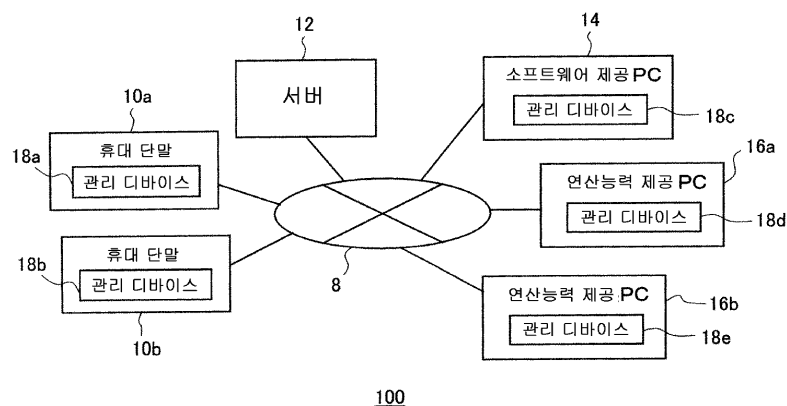 12
서버
14
소프트웨어 제공 PC
관리 디바이스
18c
10a
휴대 단말
18a
관리 디바이스
16a
연산능력 제공 PC
관리 디바이스
18d
휴대 단말
18b
관리 디바이스
10b
8
연산능력 제공 PC
16b
관리 디바이스
18e
100